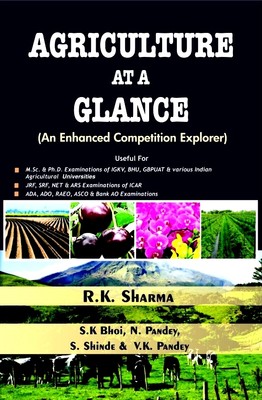 AGRICULTURE
AT A
GLANCE
(An Enhanced Competition Explorer)
Useful For
M.Sc. & Ph.D. Examinations of IGKV, BHU, GBPUAT & various Indian
Agricultural Universities
JRF, SRF, NET & ARS Examinations of ICAR
ADA, ADO, RAEO, ASCO & Bank AO Examinations
R.K. Sharma
S.K Bhoi, N. Pandey,
S. Shinde & V.K. Pandey